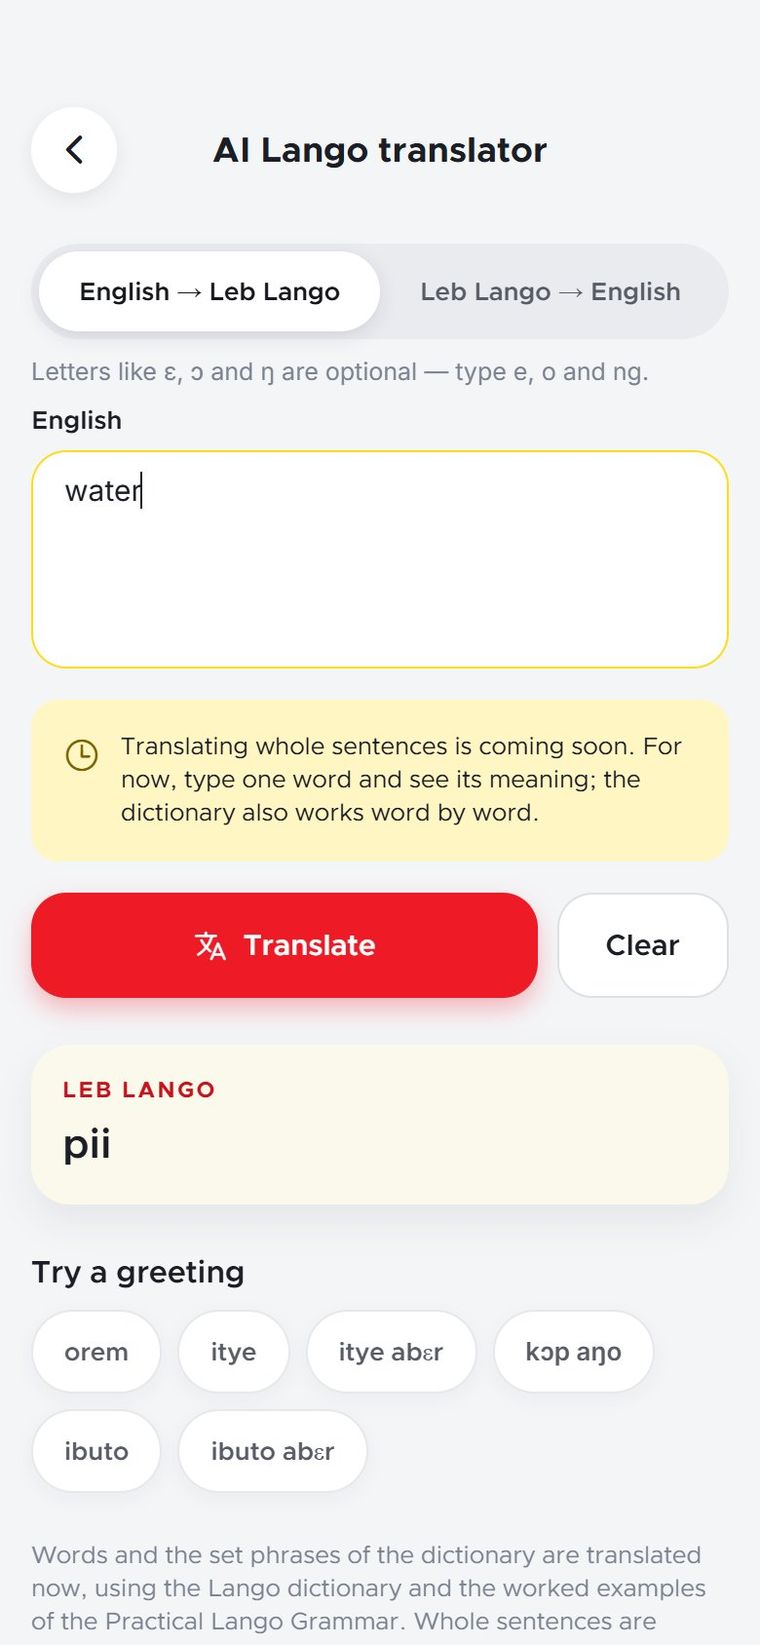 AI Lango translator
English → Leb Lango
Leb Lango → English
Letters like ɛ, ɔ and ŋ are optional — type e, o and ng.
English
water
Translating whole sentences is coming soon. For
now, type one word and see its meaning; the
dictionary also works word by word.
Translate
Clear
LEB LANGO
pii
Try a greeting
orem
itye
itye abɛr
kɔp aŋo
ibuto
ibuto abɛr
Words and the set phrases of the dictionary are translated
now, using the Lango dictionary and the worked examples
of the Practical Lango Grammar. Whole sentences are